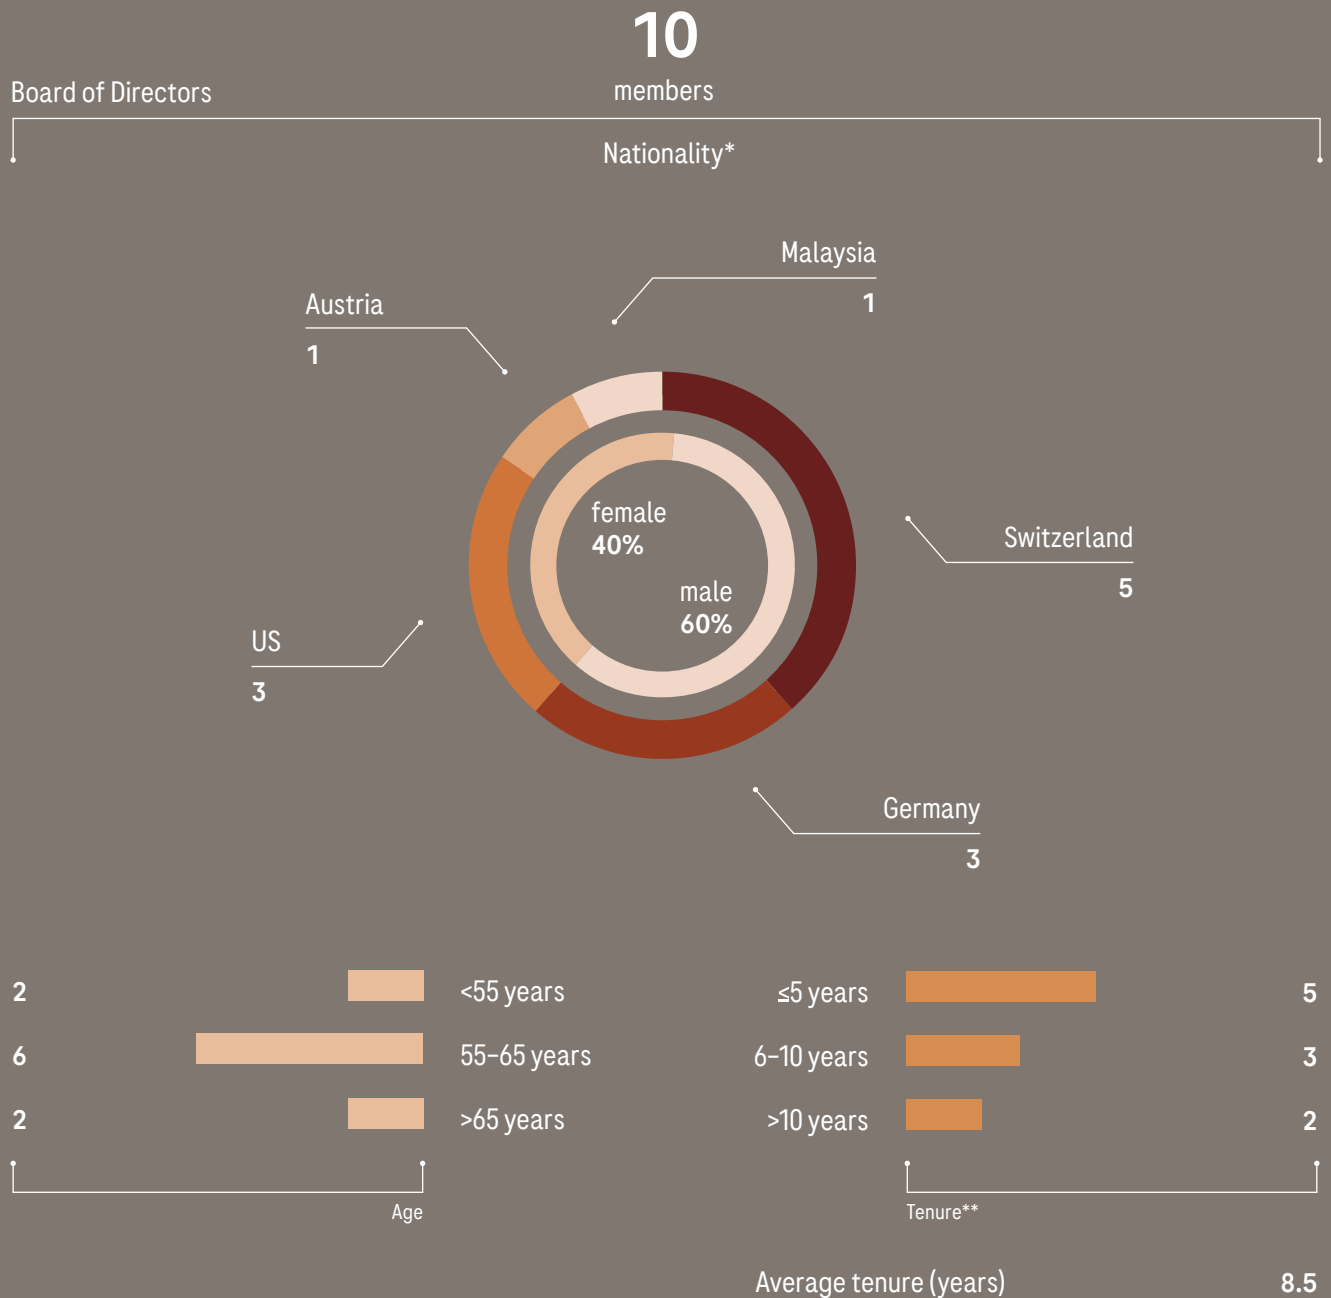 10
members
Board of Directors
Nationality*
Malaysia
1
Austria
1
female
40%
male
60%
Switzerland
5
US
3
Germany
3
2 <55 years
6 55–65 years
2 >65 years
Age
≤5 years 5
6–10 years 3
>10 years 2
Tenure**
Average tenure (years) 8.5